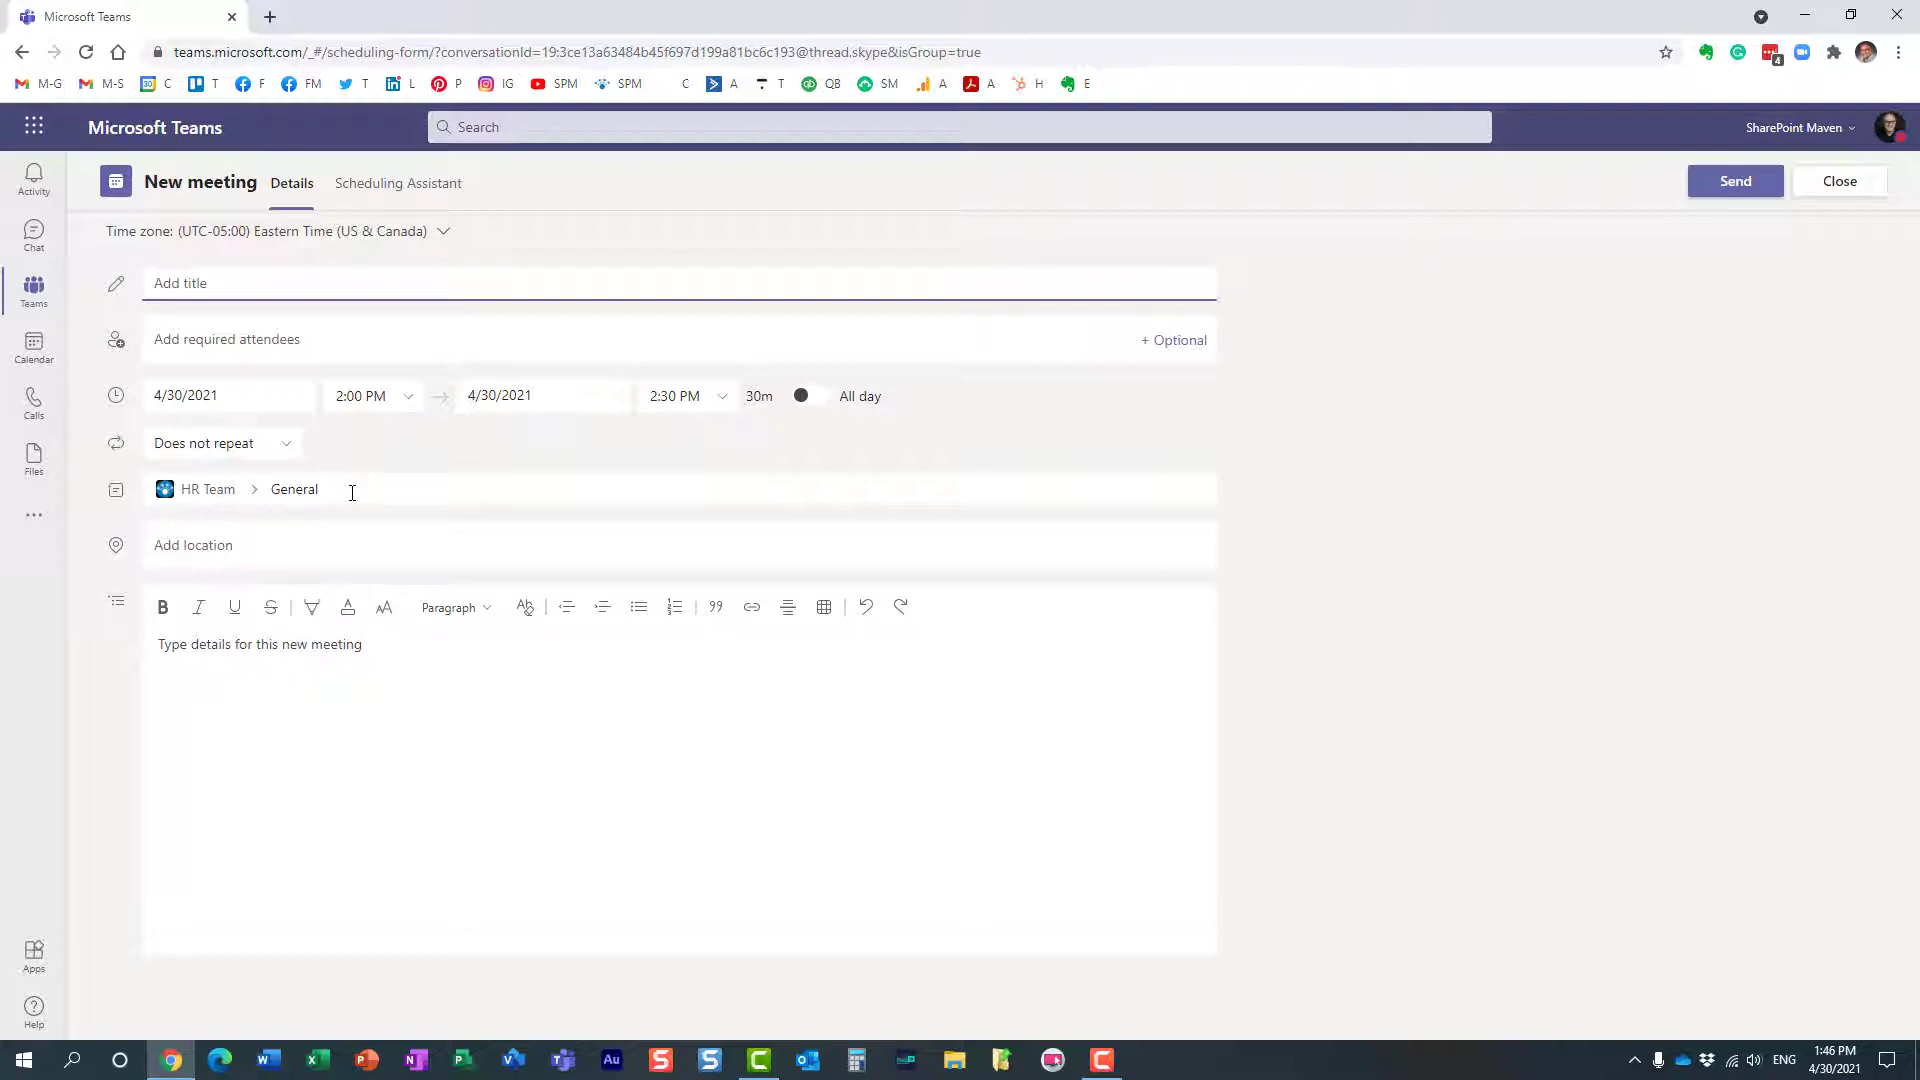 Microsoft Teams
teams.microsoft.com/_#/scheduling-form/?conversationId=19:3ce13a63484b45f697d199a81bc6c193@thread.skype&isGroup=true
4
M-G M-S C T F FM T L P IG SPM SPM C A T QB SM A A H E
Microsoft Teams
Search
SharePoint Maven
Activity
Chat
Teams
Calendar
Calls
Files
Apps
Help
New meeting
Details
Scheduling Assistant
Send
Close
Time zone: (UTC-05:00) Eastern Time (US & Canada)
Add title
Add required attendees
+ Optional
4/30/2021 2:00 PM 4/30/2021 2:30 PM 30m All day
Does not repeat
HR Team > General
Add location
B I U S AA Paragraph
Type details for this new meeting
ENG
1:46 PM
4/30/2021